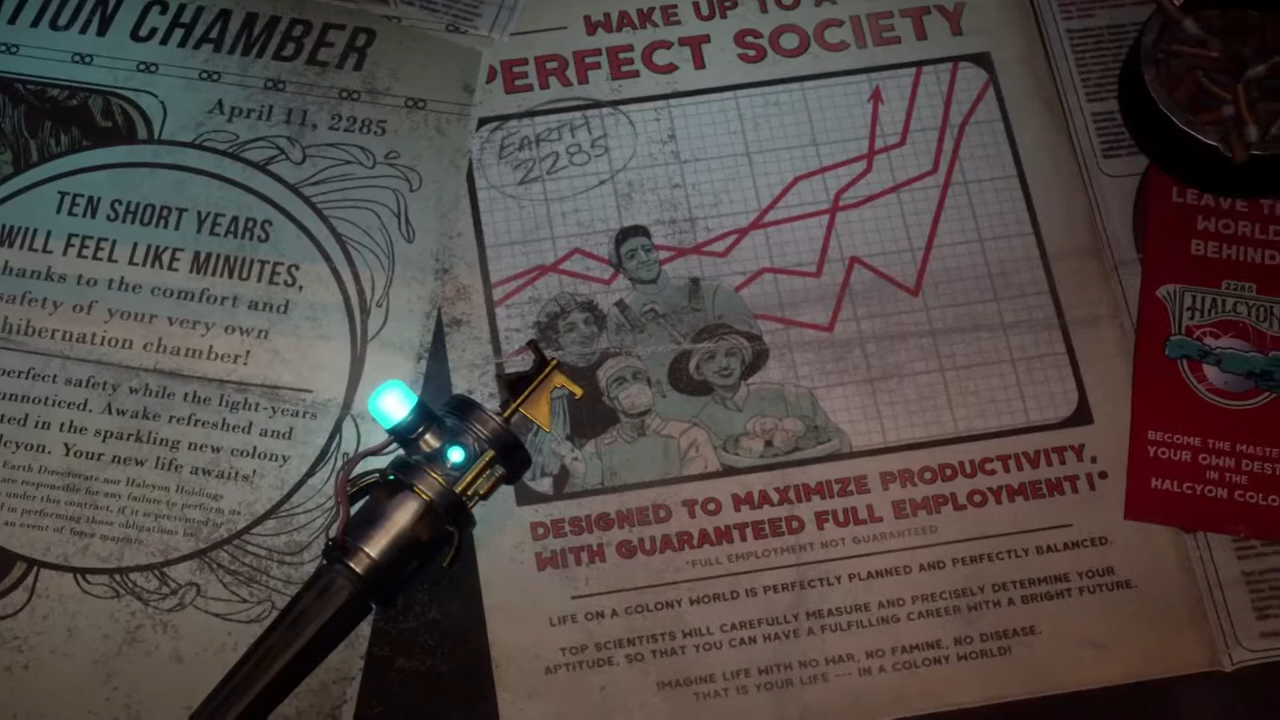 TION CHAMBER
April 11, 2285
TEN SHORT YEARS
WILL FEEL LIKE MINUTES,
thanks to the comfort and
safety of your very own
hibernation chamber!
perfect safety while the light-years
unnoticed. Awake refreshed and
in the sparkling new colony
Your new life awaits!
Earth Directorate nor Halcyon Holdings
are responsible for any failure to perform its
under this contract, if it is prevented or
in performing those obligations by
an event of force majeure.
WAKE UP TO A
PERFECT SOCIETY
EARTH
2285
DESIGNED TO MAXIMIZE PRODUCTIVITY,
WITH GUARANTEED FULL EMPLOYMENT!*
*FULL EMPLOYMENT NOT GUARANTEED
LIFE ON A COLONY WORLD IS PERFECTLY PLANNED AND PERFECTLY BALANCED.
TOP SCIENTISTS WILL CAREFULLY MEASURE AND PRECISELY DETERMINE YOUR
APTITUDE, SO THAT YOU CAN HAVE A FULFILLING CAREER WITH A BRIGHT FUTURE.
IMAGINE LIFE WITH NO WAR, NO FAMINE, NO DISEASE.
THAT IS YOUR LIFE --- IN A COLONY WORLD!
LEAVE
WORLD
BEHIND
2285
HALCYON
BECOME THE MASTE
YOUR OWN DEST
IN THE
HALCYON COLO